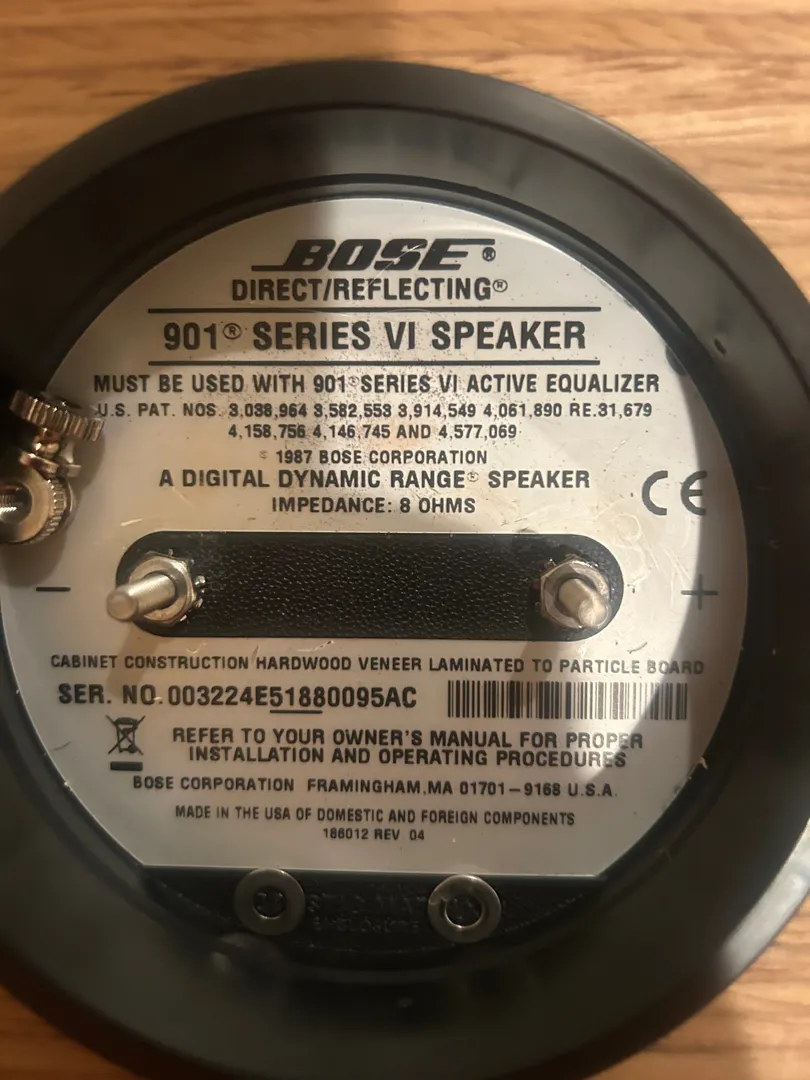 BOSE®
DIRECT/REFLECTING®
901® SERIES VI SPEAKER
MUST BE USED WITH 901® SERIES VI ACTIVE EQUALIZER
U.S. PAT. NOS. 3,038,964 3,582,553 3,914,549 4,061,890 RE.31,679
4,158,756 4,146,745 AND 4,577,069
© 1987 BOSE CORPORATION
A DIGITAL DYNAMIC RANGE® SPEAKER
IMPEDANCE: 8 OHMS
CE
− +
CABINET CONSTRUCTION HARDWOOD VENEER LAMINATED TO PARTICLE BOARD
SER. NO. 003224E51880095AC
REFER TO YOUR OWNER'S MANUAL FOR PROPER
INSTALLATION AND OPERATING PROCEDURES
BOSE CORPORATION FRAMINGHAM, MA 01701-9168 U.S.A.
MADE IN THE USA OF DOMESTIC AND FOREIGN COMPONENTS
186012 REV 04